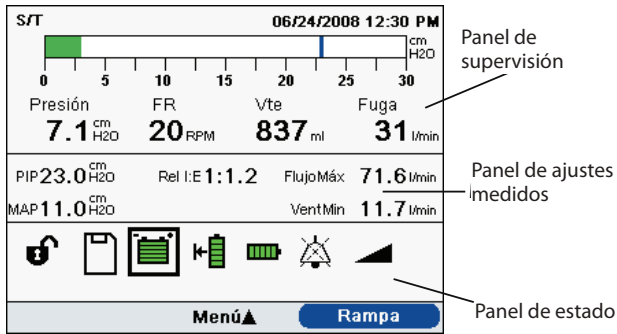 S/T 06/24/2008 12:30 PM
cm
H2O
0 5 10 15 20 25 30
Presión FR Vte Fuga
7.1 cm H2O 20 RPM 837 ml 31 l/min
PIP 23.0 cm H2O Rel I:E 1:1.2 FlujoMáx 71.6 l/min
MAP 11.0 cm H2O VentMin 11.7 l/min
Menú▲ Rampa
Panel de
supervisión
Panel de ajustes
medidos
Panel de estado